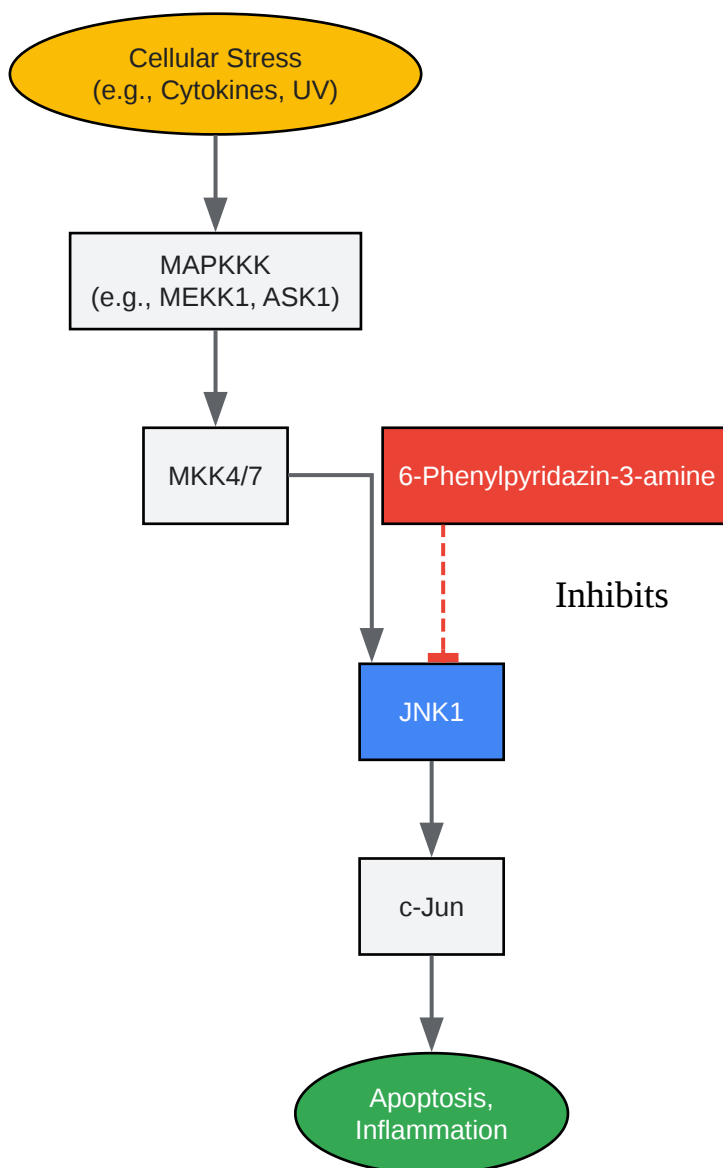 Cellular Stress
(e.g., Cytokines, UV)
MAPKKK
(e.g., MEKK1, ASK1)
MKK4/7
6-Phenylpyridazin-3-amine
Inhibits
JNK1
c-Jun
Apoptosis,
Inflammation